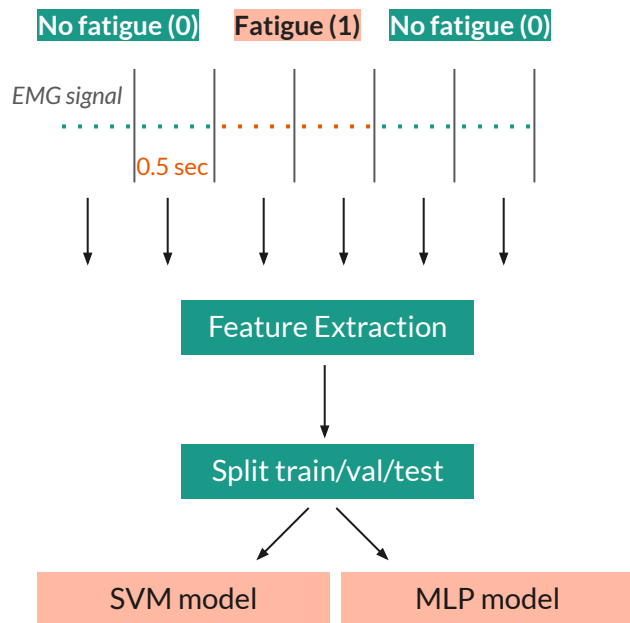 No fatigue (0) Fatigue (1) No fatigue (0)
EMG signal
0.5 sec
Feature Extraction
Split train/val/test
SVM model MLP model